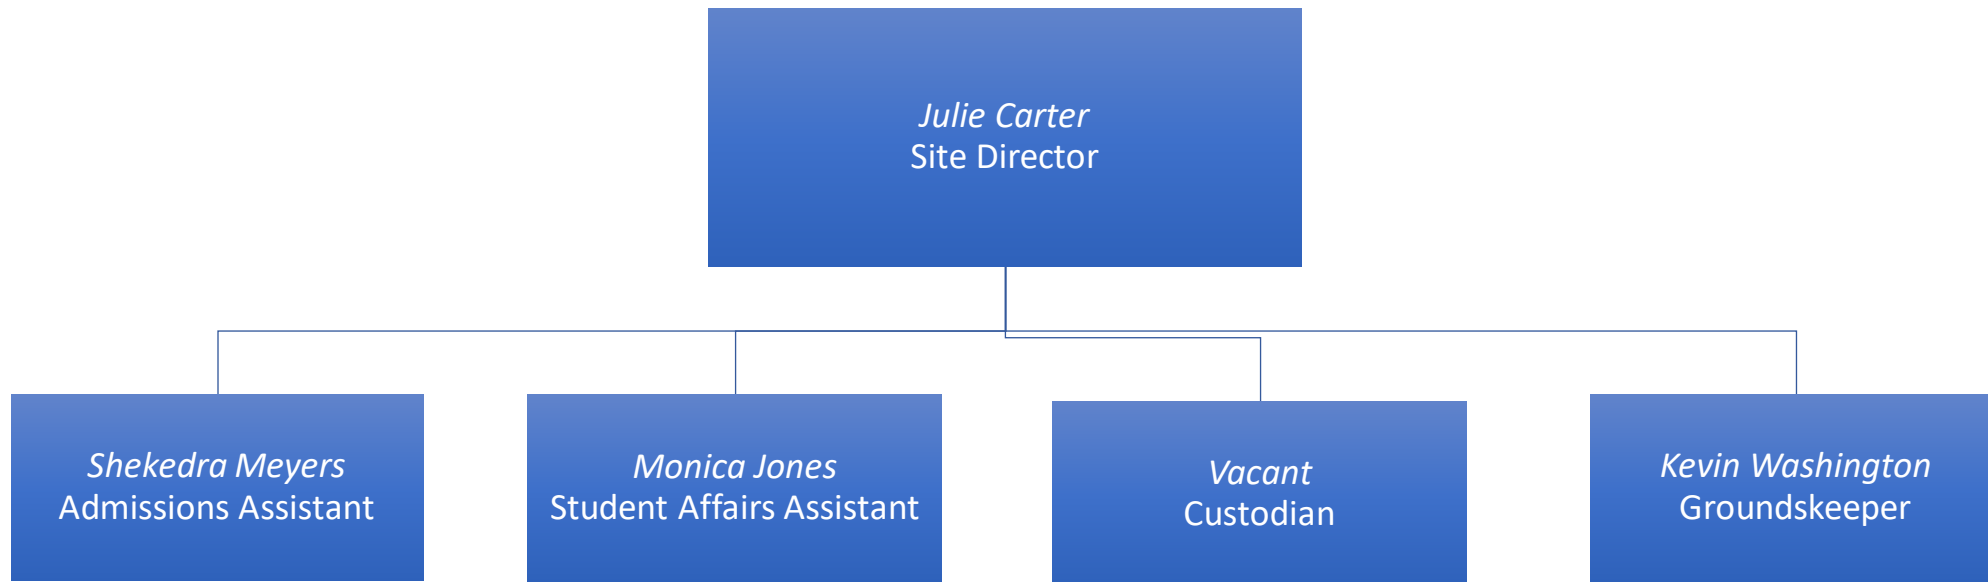 Julie Carter
Site Director
Shekedra Meyers
Admissions Assistant
Monica Jones
Student Affairs Assistant
Vacant
Custodian
Kevin Washington
Groundskeeper